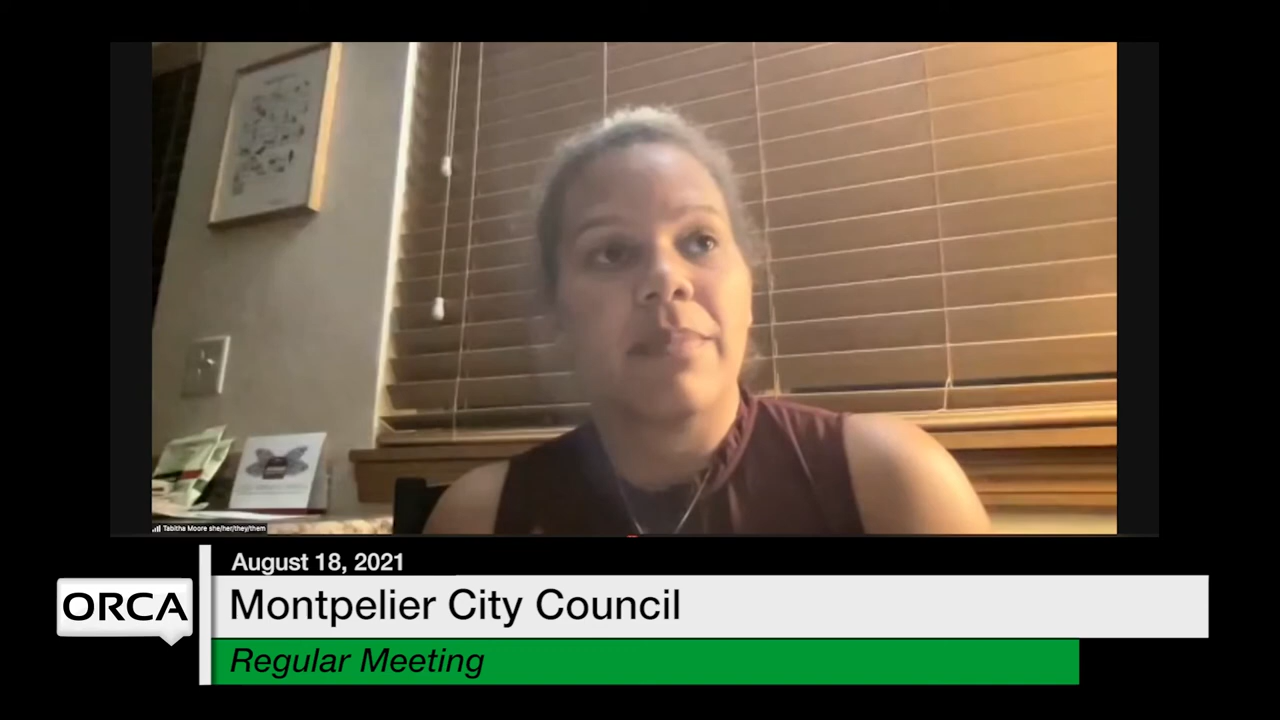 Tabitha Moore she/her/they/them
August 18, 2021
ORCA
Montpelier City Council
Regular Meeting